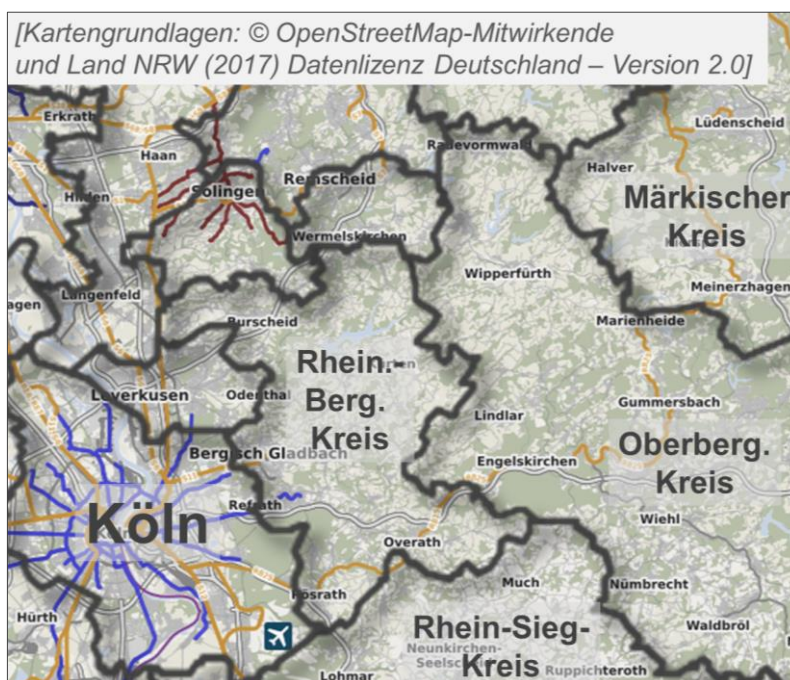 [Kartengrundlagen: © OpenStreetMap-Mitwirkende
und Land NRW (2017) Datenlizenz Deutschland – Version 2.0]
Erkrath
Lüdenscheid
Haan
Radevormwald
Halver
Hilden
Solingen
Remscheid
Märkischer
Kreis
Wermelskirchen
Wipperfürth
Meinerzhagen
Langenfeld
Burscheid
Marienheide
Rhein.-
Berg.
Kreis
Leverkusen
Odenthal
Gummersbach
Lindlar
Bergisch Gladbach
Engelskirchen
Oberberg.
Kreis
Refrath
Köln
Wiehl
Overath
Much
Nümbrecht
Rösrath
Hürth
Waldbröl
Rhein-Sieg-
Kreis
Neunkirchen-
Seelscheid
Lohmar
Ruppichteroth